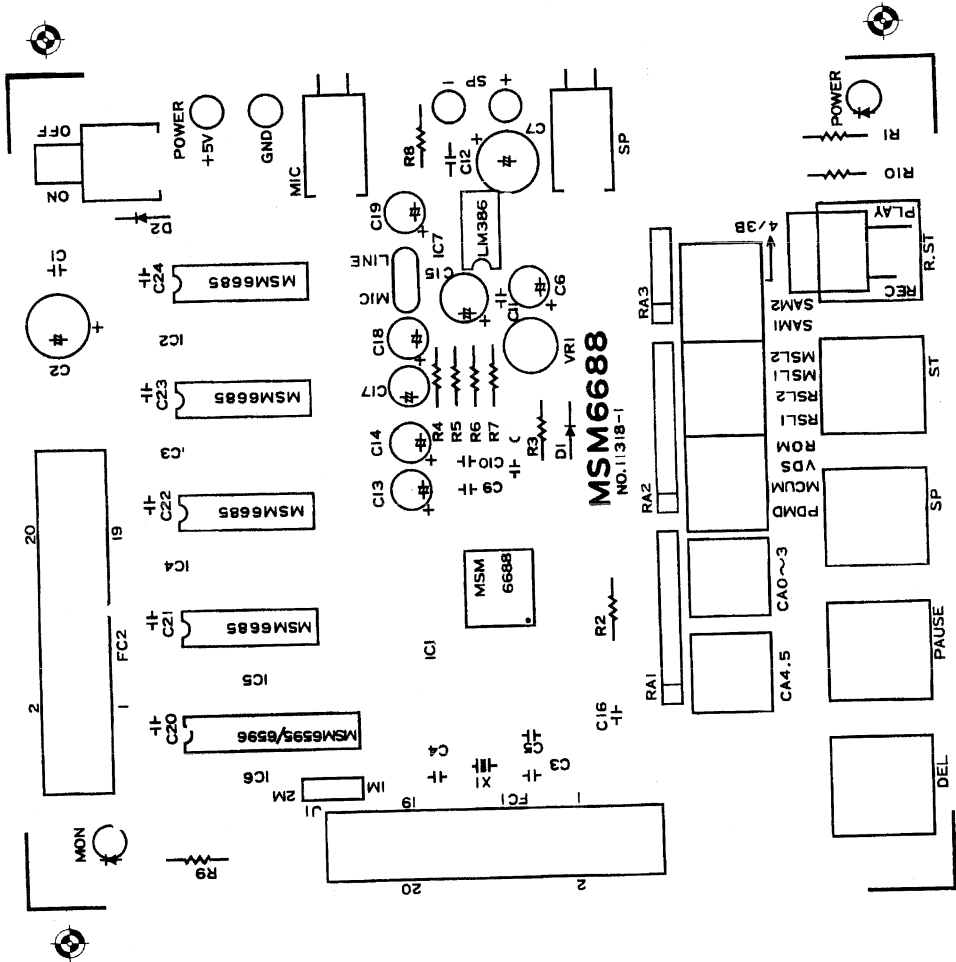 OFF
ON
POWER
+5V
GND
MIC
SP
- +
R8
C12
C7
SP
POWER
R1
R10
D2
C19
IC7
LM386
LINE
MIC
C15
C6
C1
C24
MSM6685
C2
IC2
C18
VR1
C17
RA3
4/3B
PLAY
REC
R.ST
SAM2
SAM1
MSL2
MSL1
RSL2
RSL1
ROM
VDS
MCUM
PDMD
ST
C23
MSM6685
IC3
R4
R5
R6
R7
R3
D1
MSM6688
NO.11318-1
C14
C10
C13
C9
RA2
SP
20
19
C22
MSM6685
IC4
MSM
6688
R2
CA0~3
PAUSE
FC2
2
1
C21
MSM6685
IC1
IC5
RA1
CA4.5
C20
MSM6595/6596
C16
C4
C5
X1
C3
IC6
2M
1M
J1
19
FC1
1
DEL
MON
R9
20
2